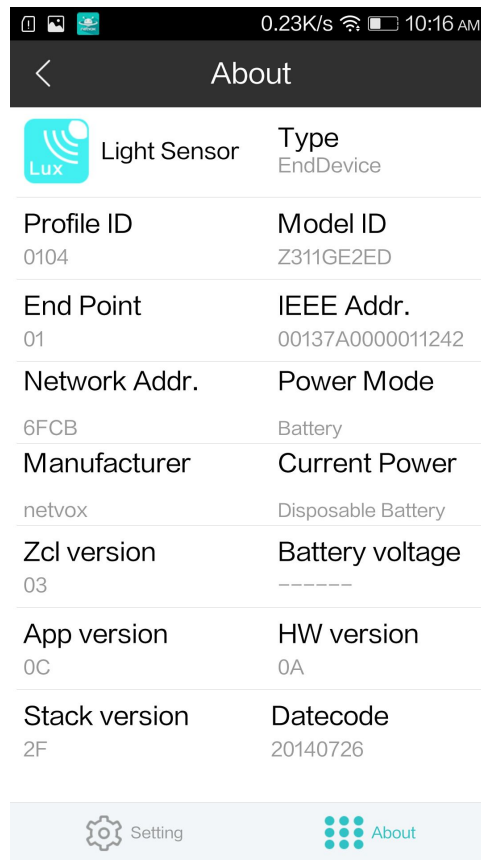 0.23K/s 10:16 AM
About
Lux
Light Sensor
Type
EndDevice
Profile ID
Model ID
0104
Z311GE2ED
End Point
IEEE Addr.
01
00137A0000011242
Network Addr.
Power Mode
6FCB
Battery
Manufacturer
Current Power
netvox
Disposable Battery
Zcl version
Battery voltage
03
------
App version
HW version
0C
0A
Stack version
Datecode
2F
20140726
Setting
About